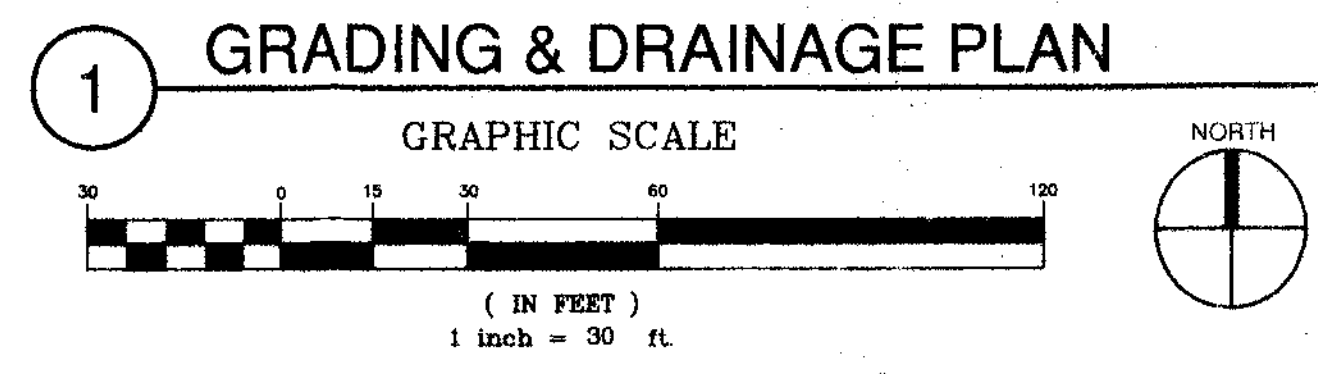 1 GRADING & DRAINAGE PLAN
GRAPHIC SCALE
NORTH
30 0 15 30 60 120
( IN FEET )
1 inch = 30 ft.